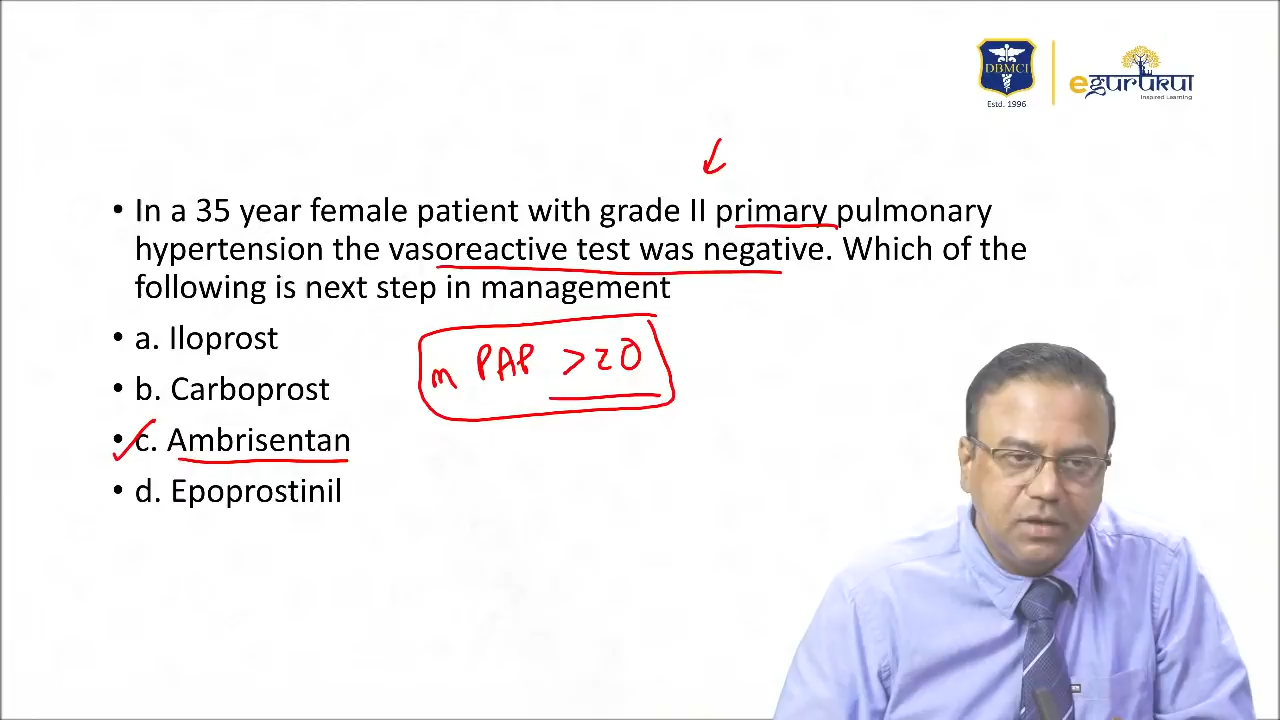 DBMCI
Estd. 1996
egurukul
Inspired Learning
• In a 35 year female patient with grade II primary pulmonary
hypertension the vasoreactive test was negative. Which of the
following is next step in management
• a. Iloprost
• b. Carboprost
• c. Ambrisentan
• d. Epoprostinil
m PAP >20